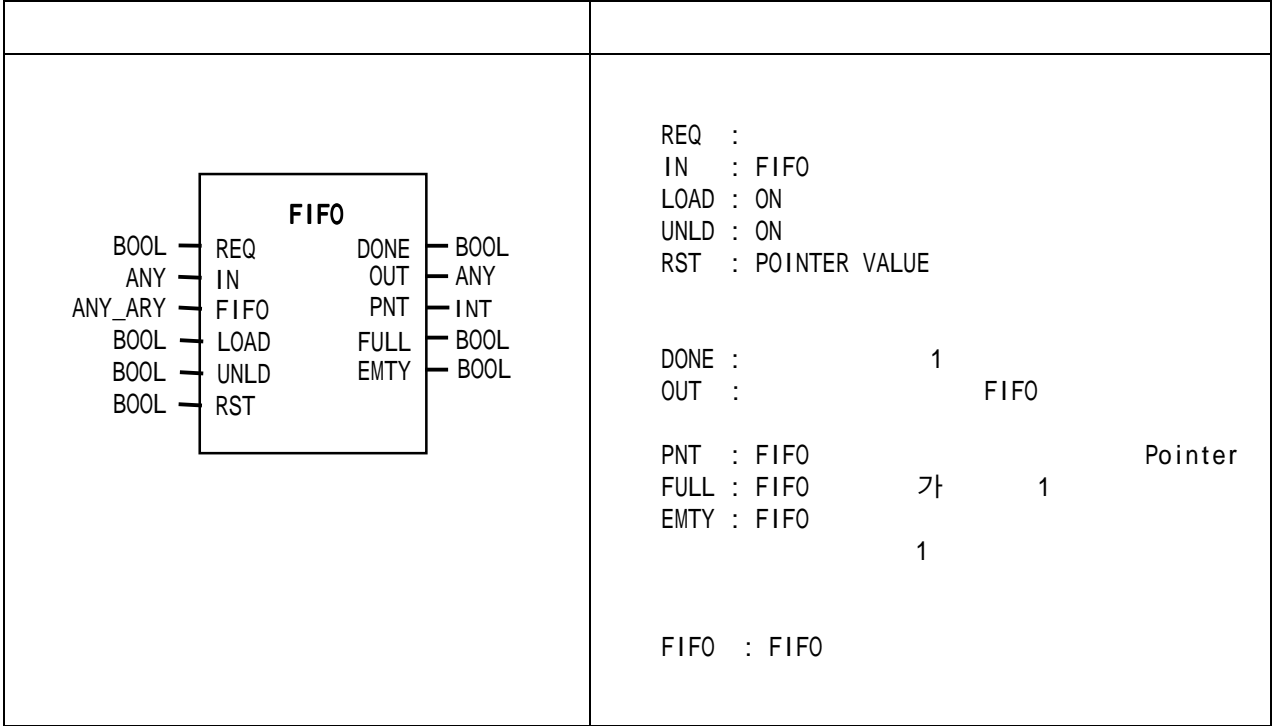 FIFO
BOOL REQ DONE BOOL
ANY IN OUT ANY
ANY_ARY FIFO PNT INT
BOOL LOAD FULL BOOL
BOOL UNLD EMTY BOOL
BOOL RST
REQ :
IN : FIFO
LOAD : ON
UNLD : ON
RST : POINTER VALUE
DONE : 1
OUT : FIFO
PNT : FIFO Pointer
FULL : FIFO 가 1
EMTY : FIFO
1
FIFO : FIFO